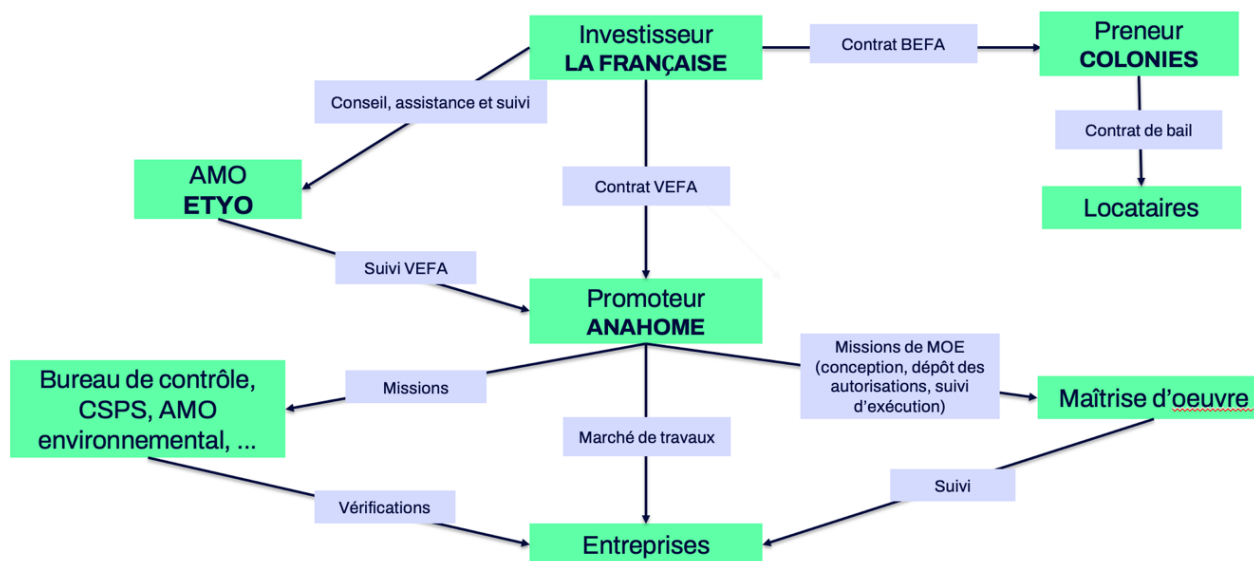 Investisseur
LA FRANÇAISE
Contrat BEFA
Preneur
COLONIES
Conseil, assistance et suivi
Contrat de bail
AMO
ETYO
Contrat VEFA
Locataires
Suivi VEFA
Promoteur
ANAHOME
Missions de MOE
(conception, dépôt des
autorisations, suivi
d'exécution)
Bureau de contrôle,
CSPS, AMO
environnemental, ...
Missions
Maîtrise d'oeuvre
Marché de travaux
Suivi
Vérifications
Entreprises